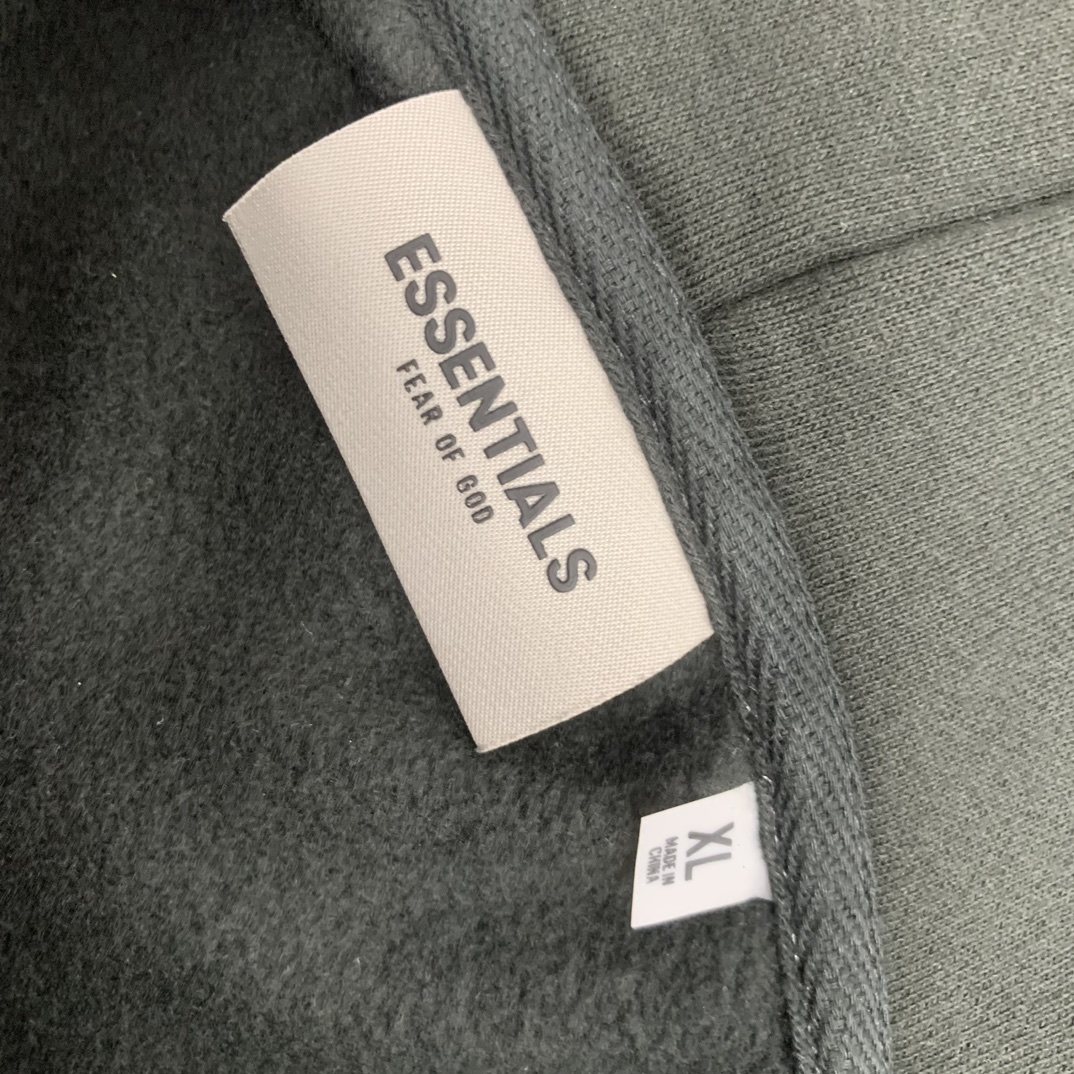 ESSENTIALS
FEAR OF GOD
XL
MADE IN
CHINA